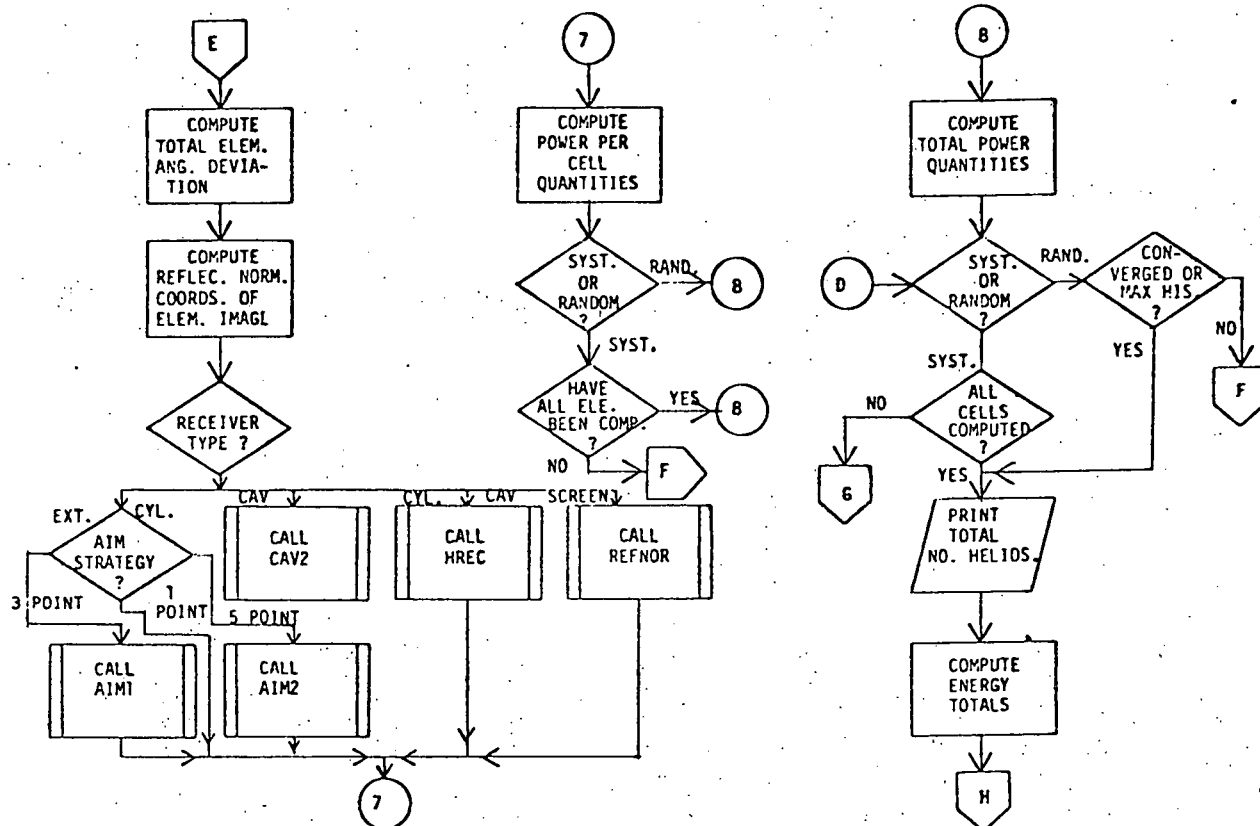 E
COMPUTE
TOTAL ELEM.
ANG. DEVIA-
TION
COMPUTE
REFLEC. NORM.
COORDS. OF
ELEM. IMAGE
RECEIVER
TYPE ?
EXT. CYL.
CAV
CYL. CAV
SCREEN
AIM
STRATEGY
?
3 POINT
1
POINT
5 POINT
CALL
CAV2
CALL
HREC
CALL
REFNOR
CALL
AIM1
CALL
AIM2
7
7
COMPUTE
POWER PER
CELL
QUANTITIES
SYST.
OR
RANDOM
?
RAND.
8
SYST.
HAVE
ALL ELE.
BEEN COMP.
?
YES
8
NO
F
8
COMPUTE
TOTAL POWER
QUANTITIES
D
SYST.
OR
RANDOM
?
RAND.
CON-
VERGED OR
MAX HIS.
?
NO
F
YES
SYST.
ALL
CELLS
COMPUTED
?
NO
G
YES
PRINT
TOTAL
NO. HELIOS.
COMPUTE
ENERGY
TOTALS
H